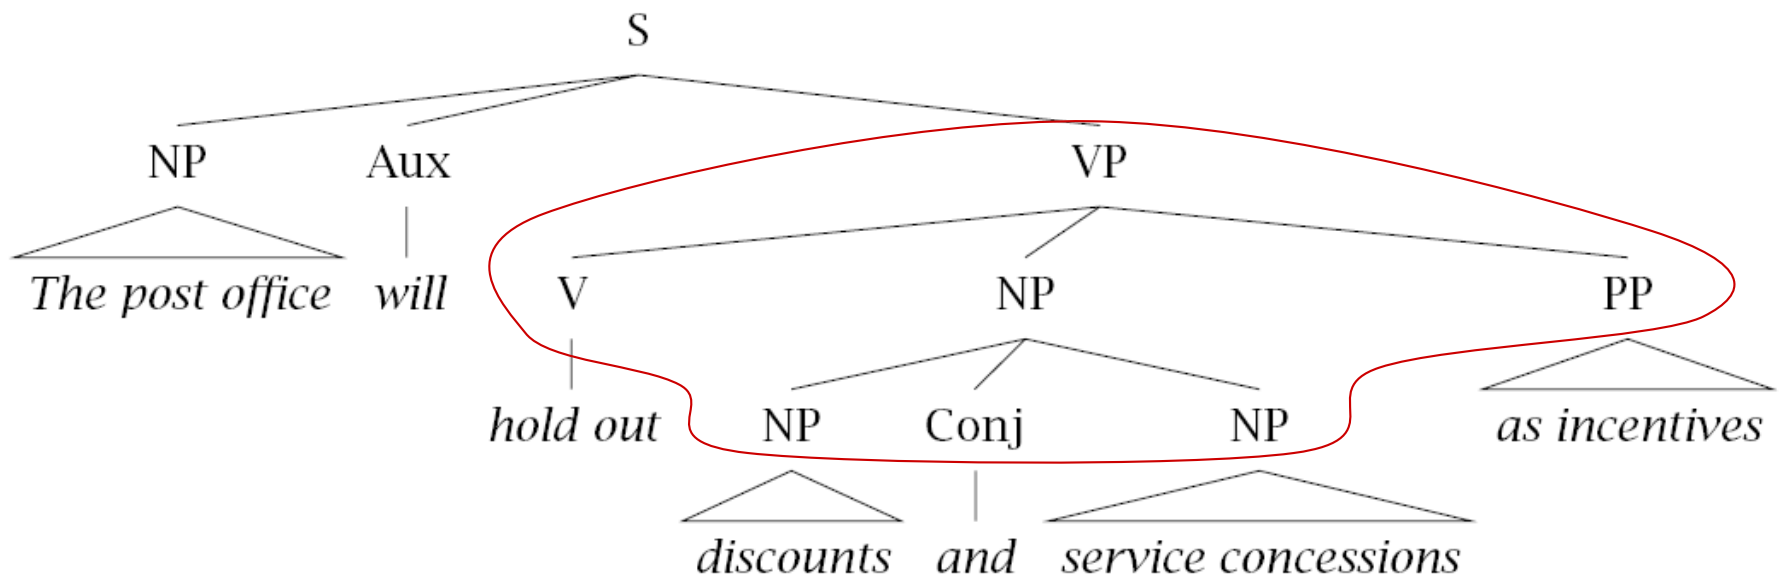 S
NP Aux VP
The post office will V NP PP
hold out NP Conj NP as incentives
discounts and service concessions